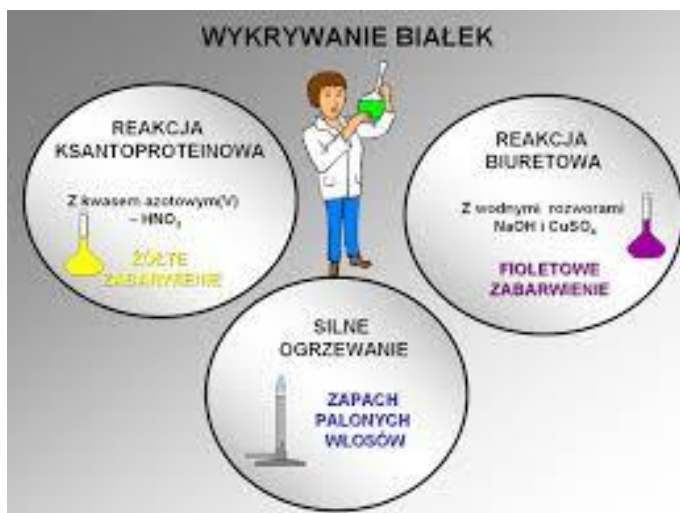 WYKRYWANIE BIAŁEK
REAKCJA
KSANTOPROTEINOWA
Z kwasem azotowym(V)
– HNO₃
ŻÓŁTE
ZABARWIENIE
REAKCJA
BIURETOWA
Z wodnymi rozworami
NaOH i CuSO₄
FIOLETOWE
ZABARWIENIE
SILNE
OGRZEWANIE
ZAPACH
PALONYCH
WŁOSÓW